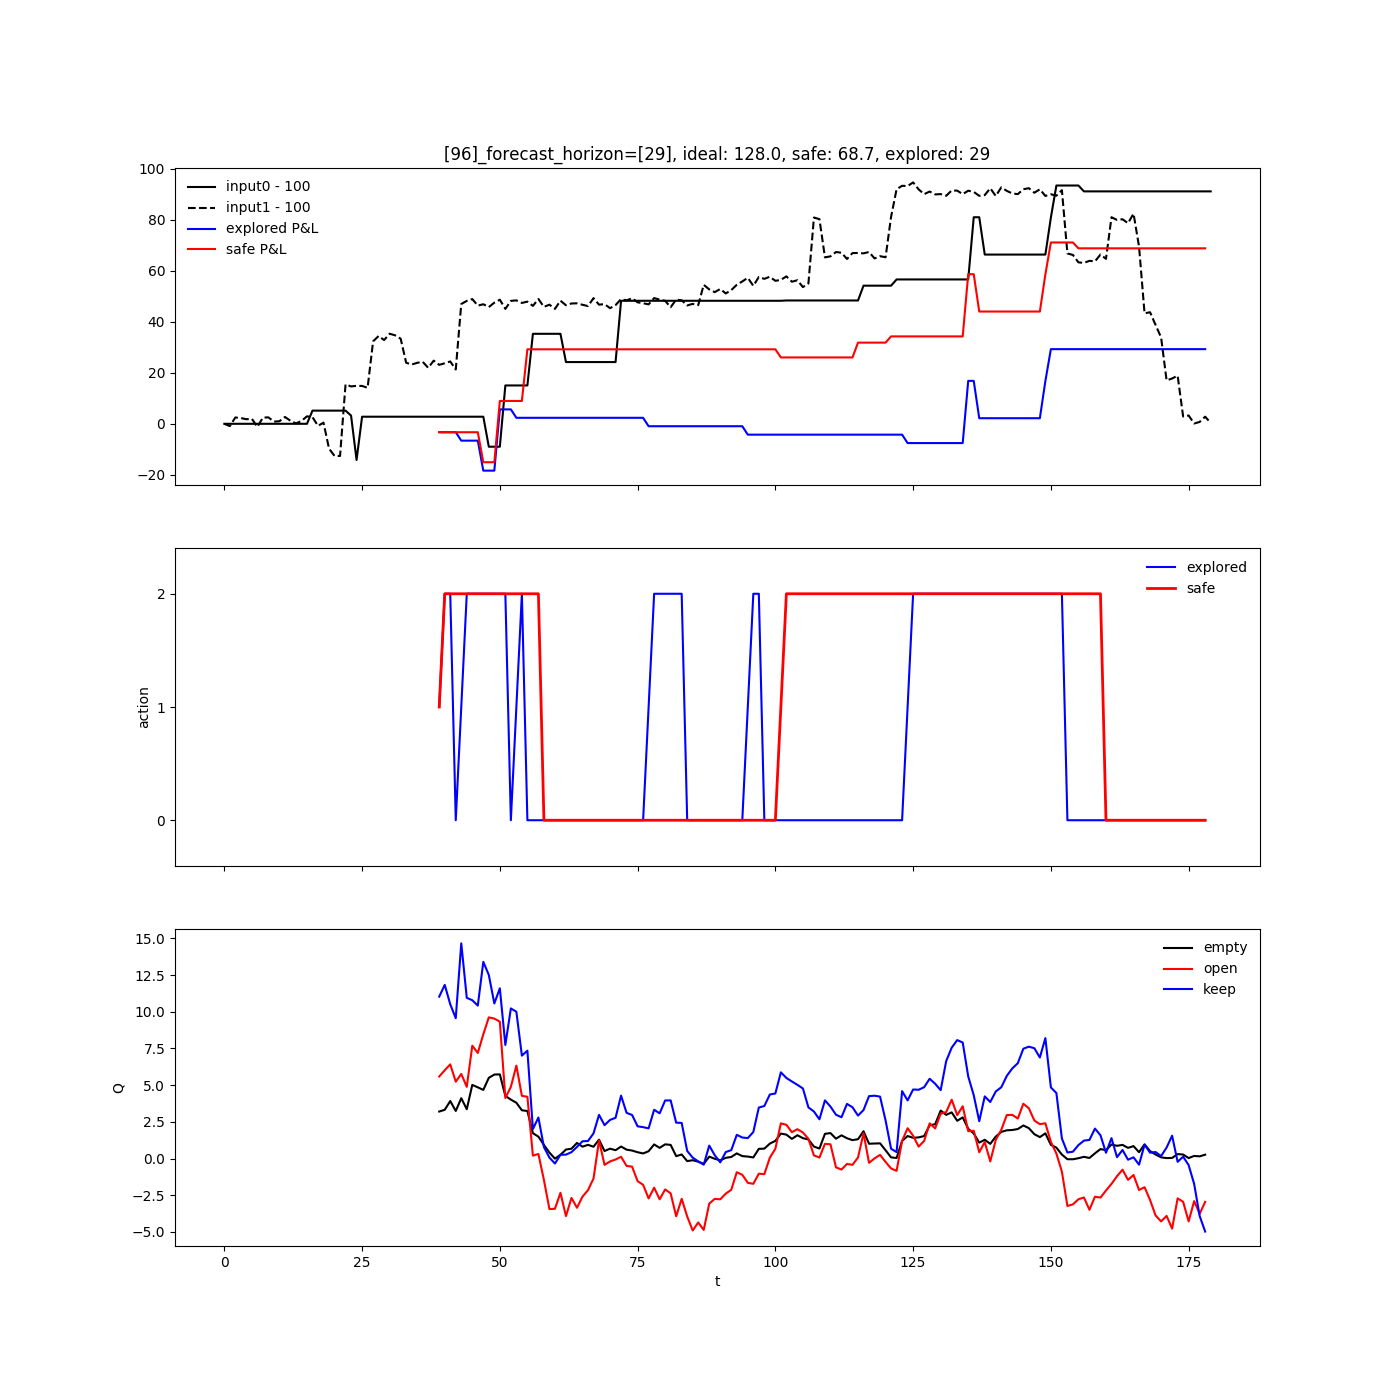 [96]_forecast_horizon=[29], ideal: 128.0, safe: 68.7, explored: 29
100
80
60
40
20
0
−20
input0 - 100
input1 - 100
explored P&L
safe P&L
2
1
0
action
explored
safe
15.0
12.5
10.0
7.5
5.0
2.5
0.0
−2.5
−5.0
Q
empty
open
keep
0 25 50 75 100 125 150 175
t